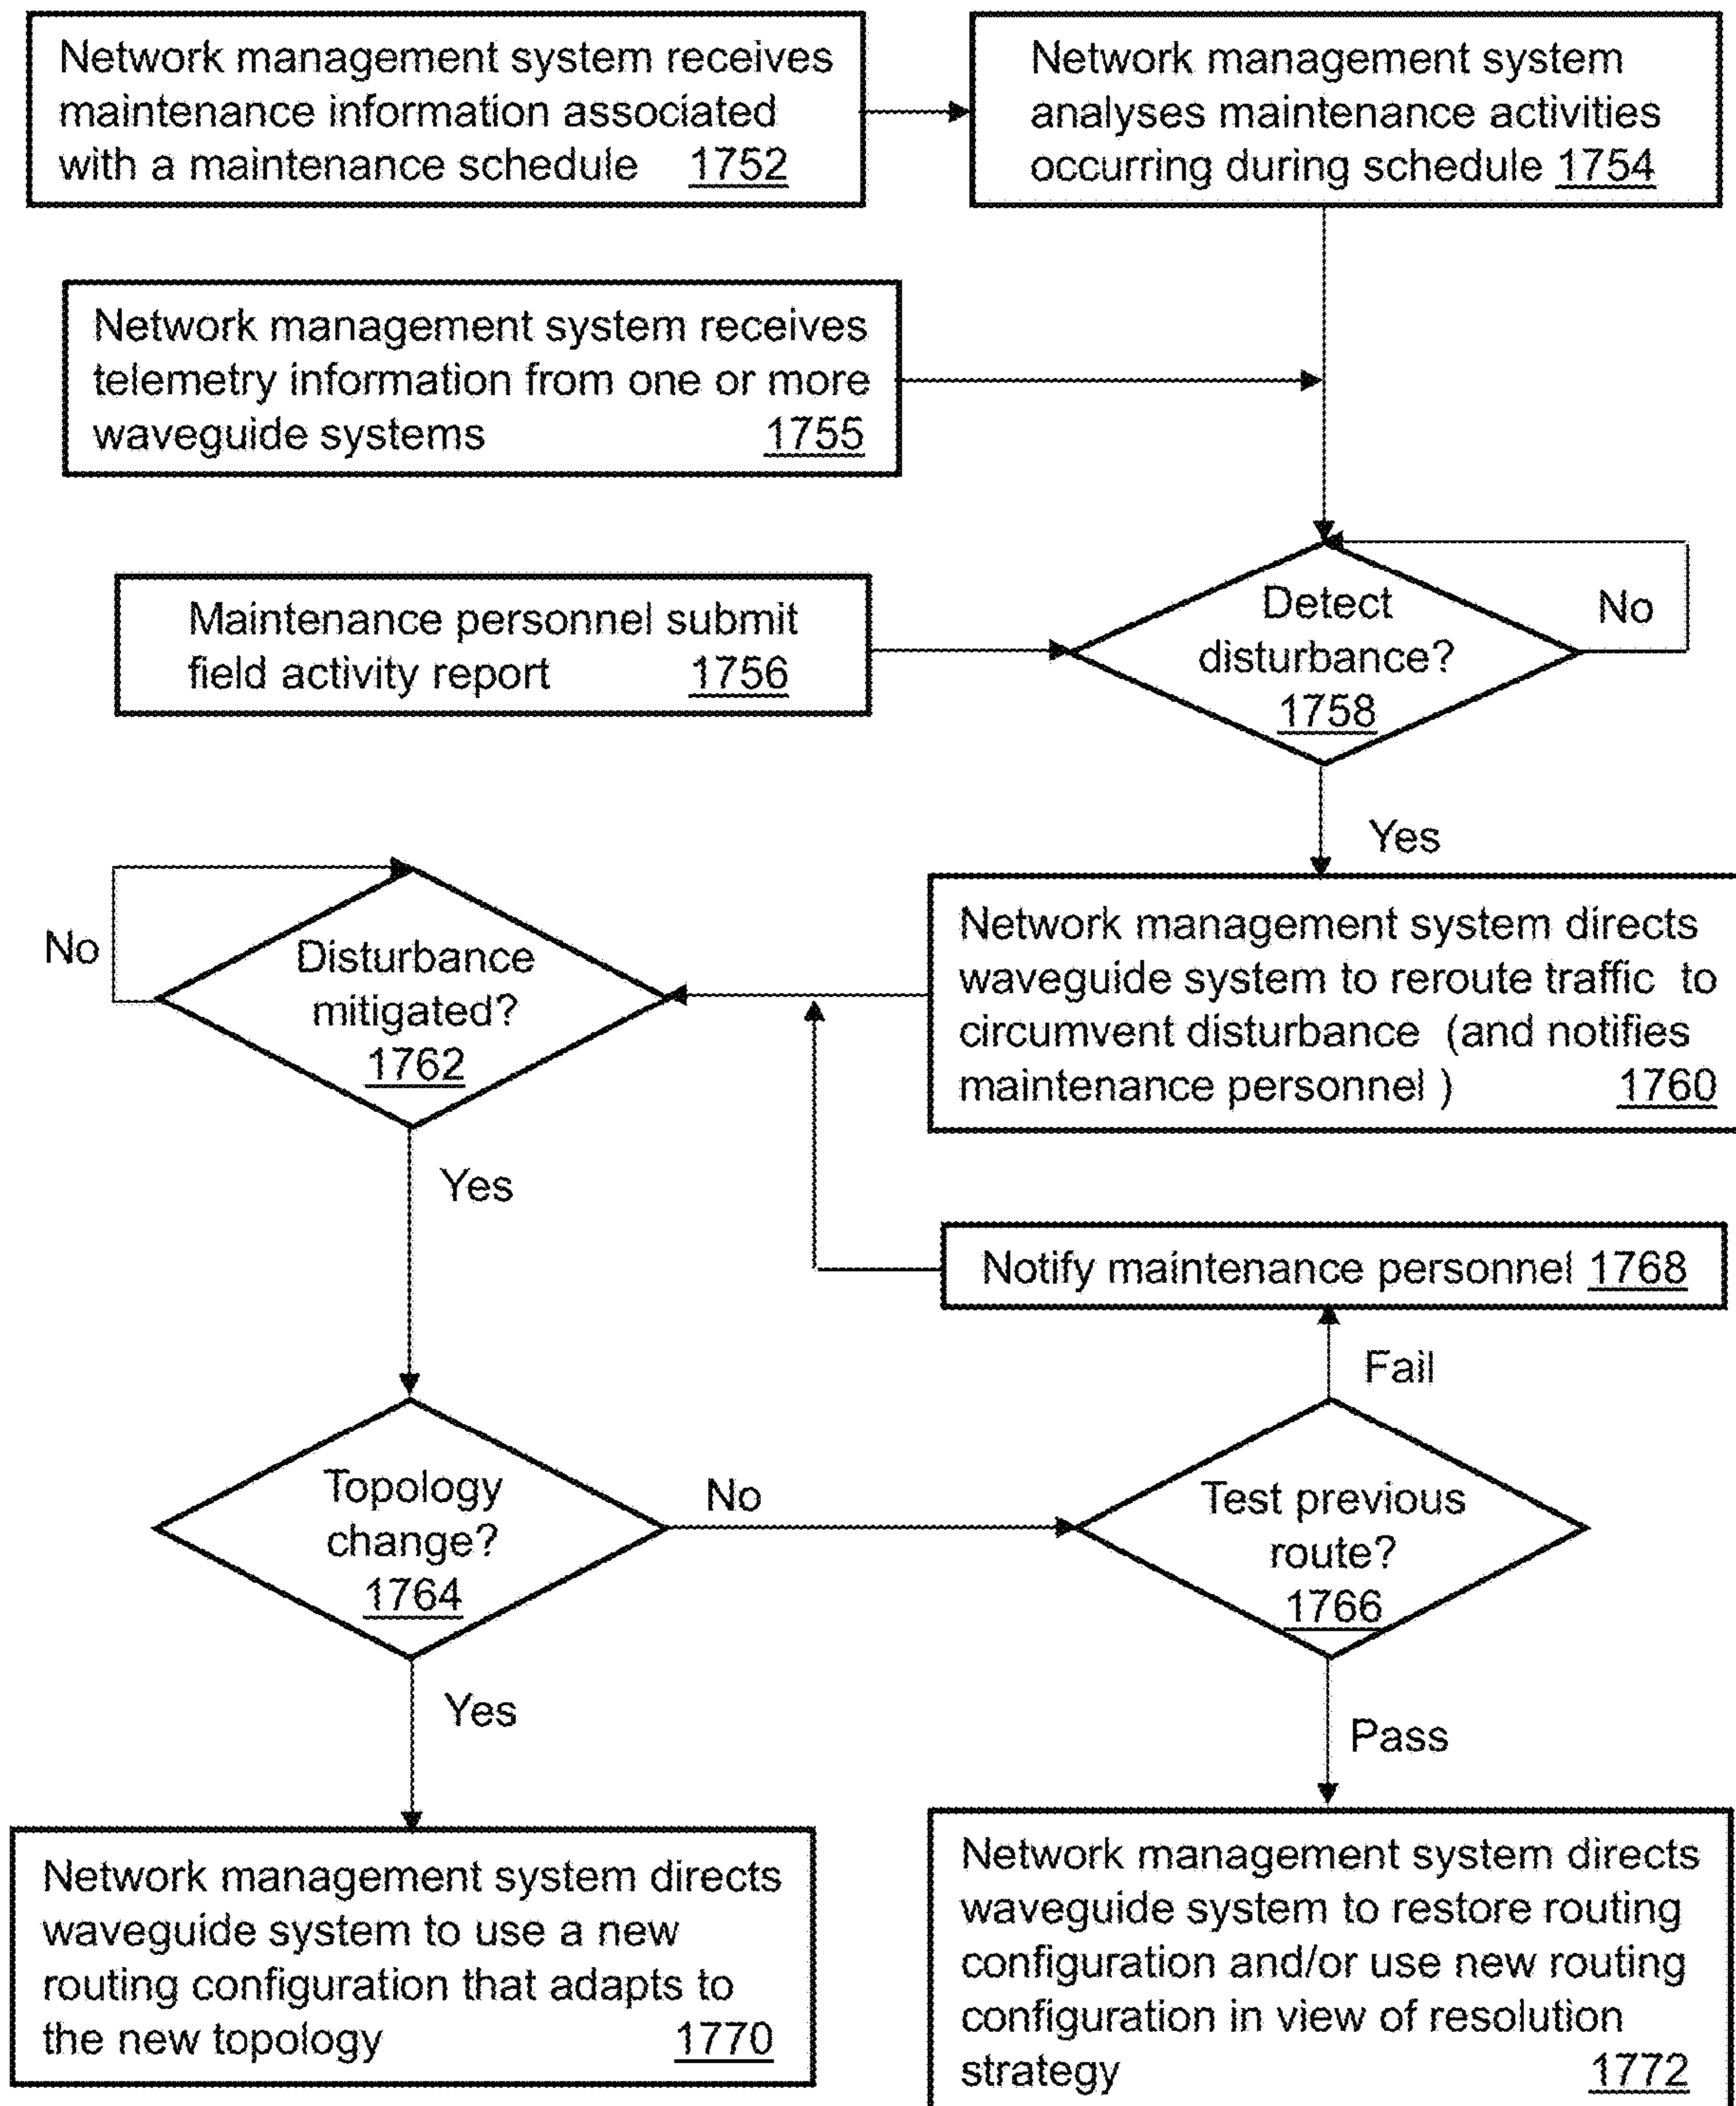 Network management system receives
maintenance information associated
with a maintenance schedule 1752
Network management system
analyses maintenance activities
occurring during schedule 1754
Network management system receives
telemetry information from one or more
waveguide systems 1755
Maintenance personnel submit
field activity report 1756
Detect
disturbance?
1758
No
Yes
Network management system directs
waveguide system to reroute traffic to
circumvent disturbance (and notifies
maintenance personnel ) 1760
No
Disturbance
mitigated?
1762
Yes
Notify maintenance personnel 1768
Fail
Topology
change?
1764
No
Test previous
route?
1766
Yes
Pass
Network management system directs
waveguide system to use a new
routing configuration that adapts to
the new topology 1770
Network management system directs
waveguide system to restore routing
configuration and/or use new routing
configuration in view of resolution
strategy 1772